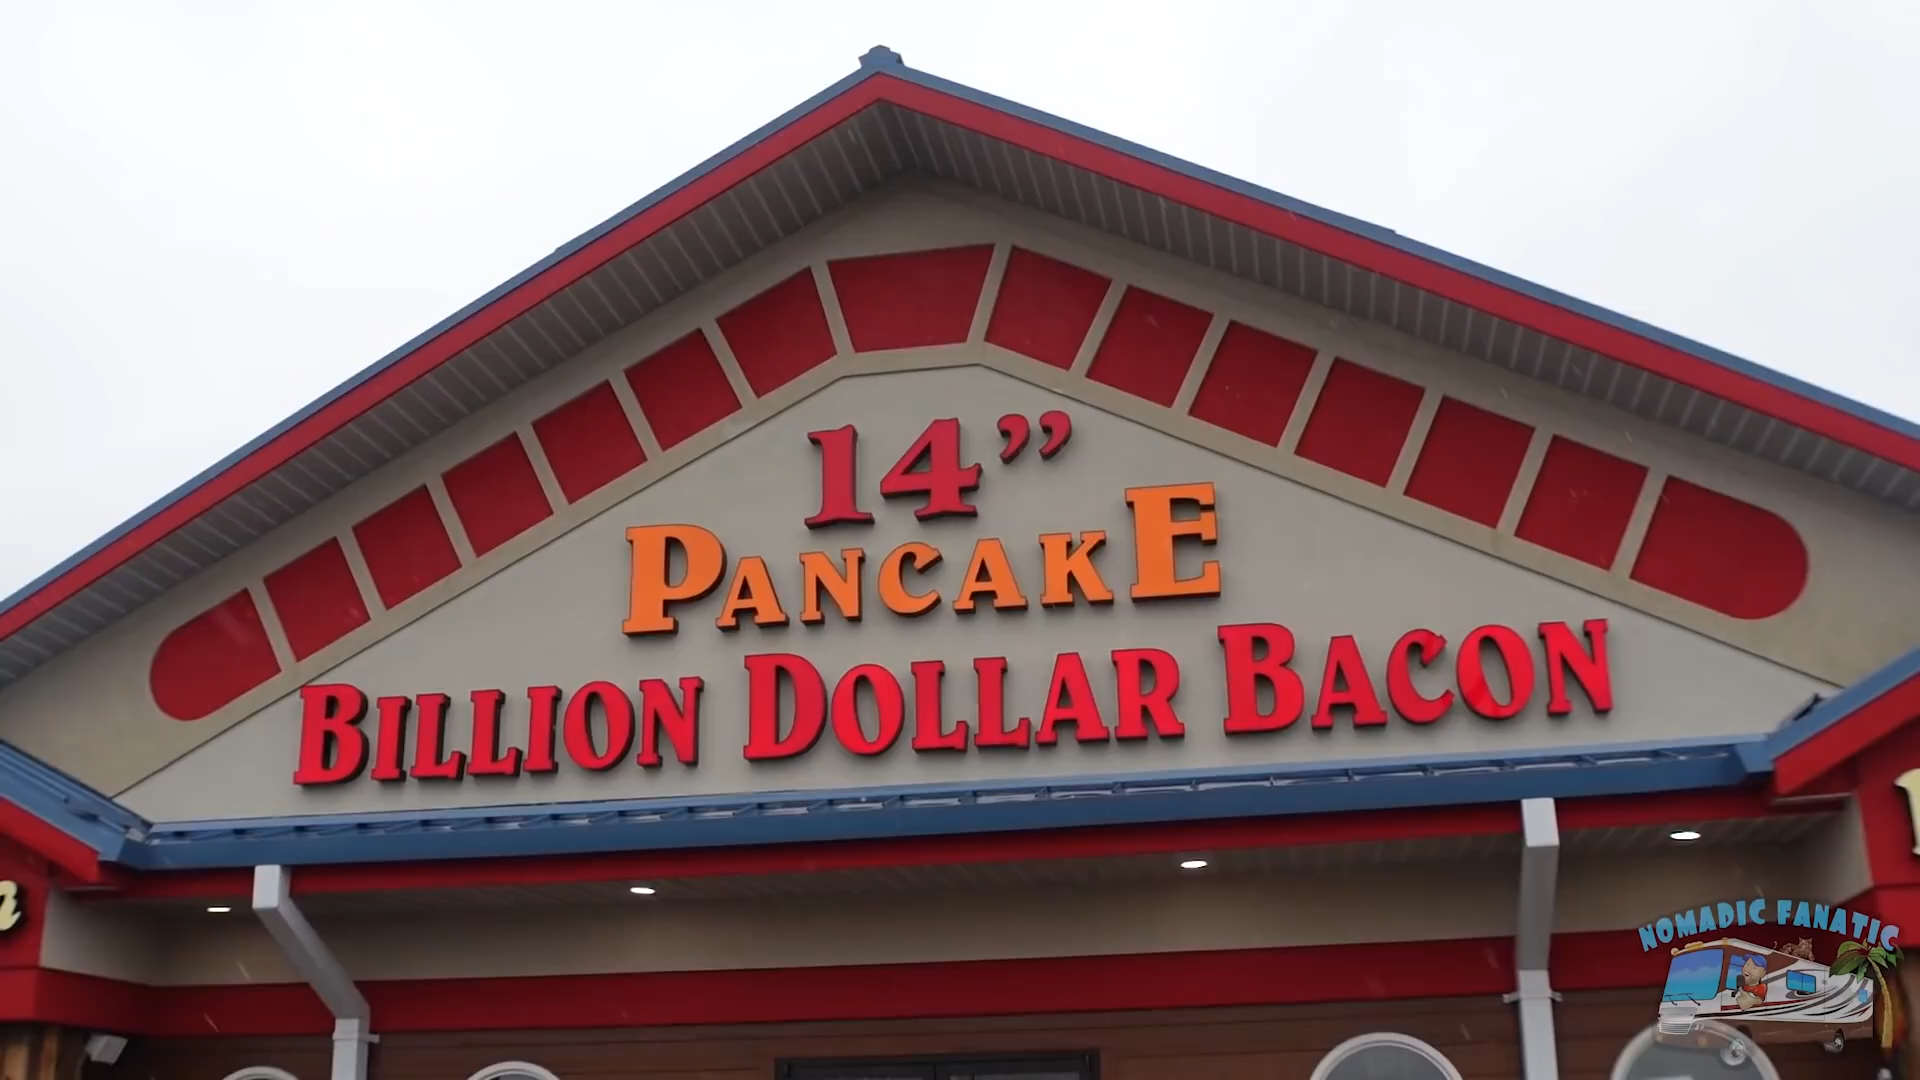 14”
PANCAKE
BILLION DOLLAR BACON
NOMADIC FANATIC